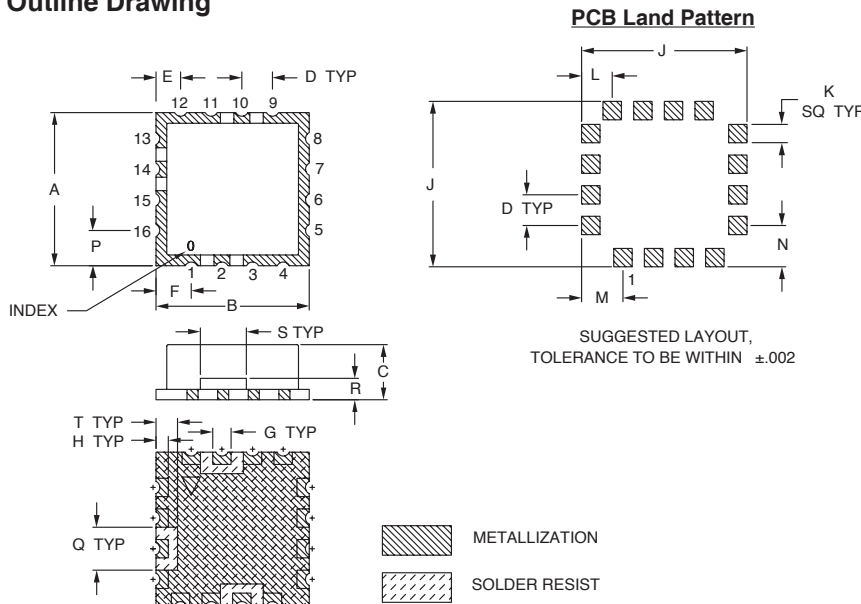 Outline Drawing
PCB Land Pattern
E
D TYP
12 11 10 9
13
14
15
16
8
7
6
5
A
P
0
1 2 3 4
F
B
INDEX
S TYP
C
R
T TYP
H TYP
G TYP
Q TYP
J
L
K
SQ TYP
J
D TYP
N
1
M
SUGGESTED LAYOUT,
TOLERANCE TO BE WITHIN ±.002
METALLIZATION
SOLDER RESIST